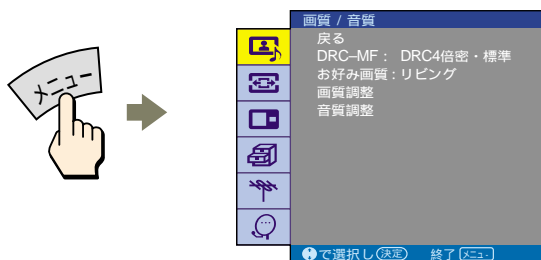 メニュー
画質 / 音質
戻る
DRC–MF： DRC4倍密・標準
お好み画質：リビング
画質調整
音質調整
で選択し 決定 終了 メニュー